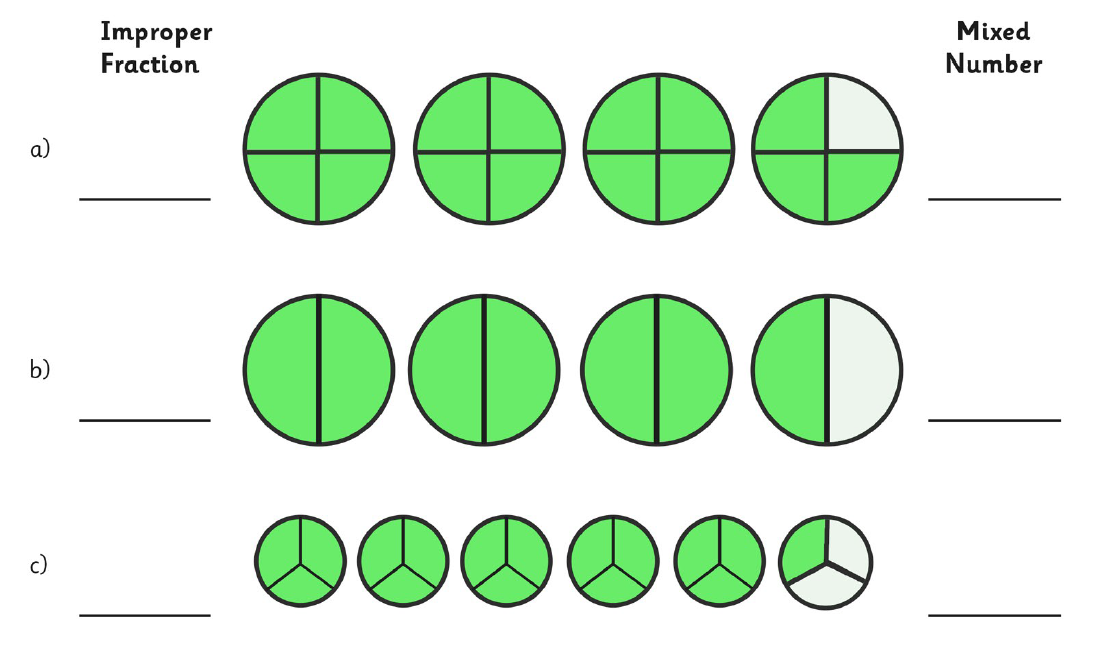 Improper
Fraction
Mixed
Number
a)
b)
c)